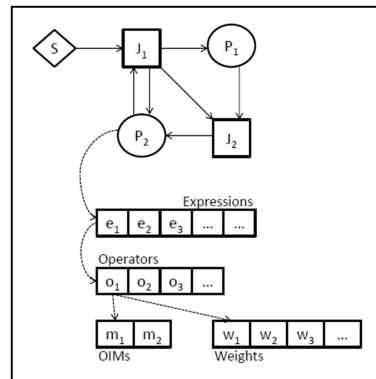 S J₁ P₁
P₂ J₂
Expressions
e₁ e₂ e₃ ... ...
Operators
o₁ o₂ o₃ ...
m₁ m₂ w₁ w₂ w₃ ...
OIMs Weights